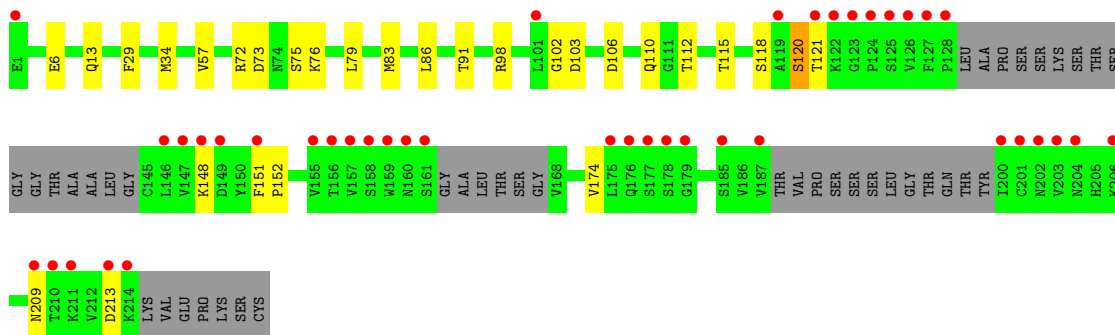 E1 E6 Q13 F29 M34 V57 R72 D73 N74 S75 K76 L79 M83 L86 T91 R98 L101 G102 D103 D106 Q110 G111 T112 T115 S118 A119 S120 T121 K122 G123 P124 S125 V126 F127 P128 LEU ALA PRO SER SER LYS SER THR SER
GLY GLY THR ALA ALA LEU GLY C145 L146 V147 K148 D149 Y150 F151 P152 V155 T156 V157 S158 W159 N160 S161 GLY ALA LEU THR SER GLY V168 V174 L175 Q176 S177 S178 G179 S185 V186 V187 THR VAL PRO SER SER SER LEU GLY THR GLN THR TYR I200 C201 N202 V203 N204 H205 K206
N209 T210 K211 V212 D213 K214 LYS VAL GLU PRO LYS SER CYS